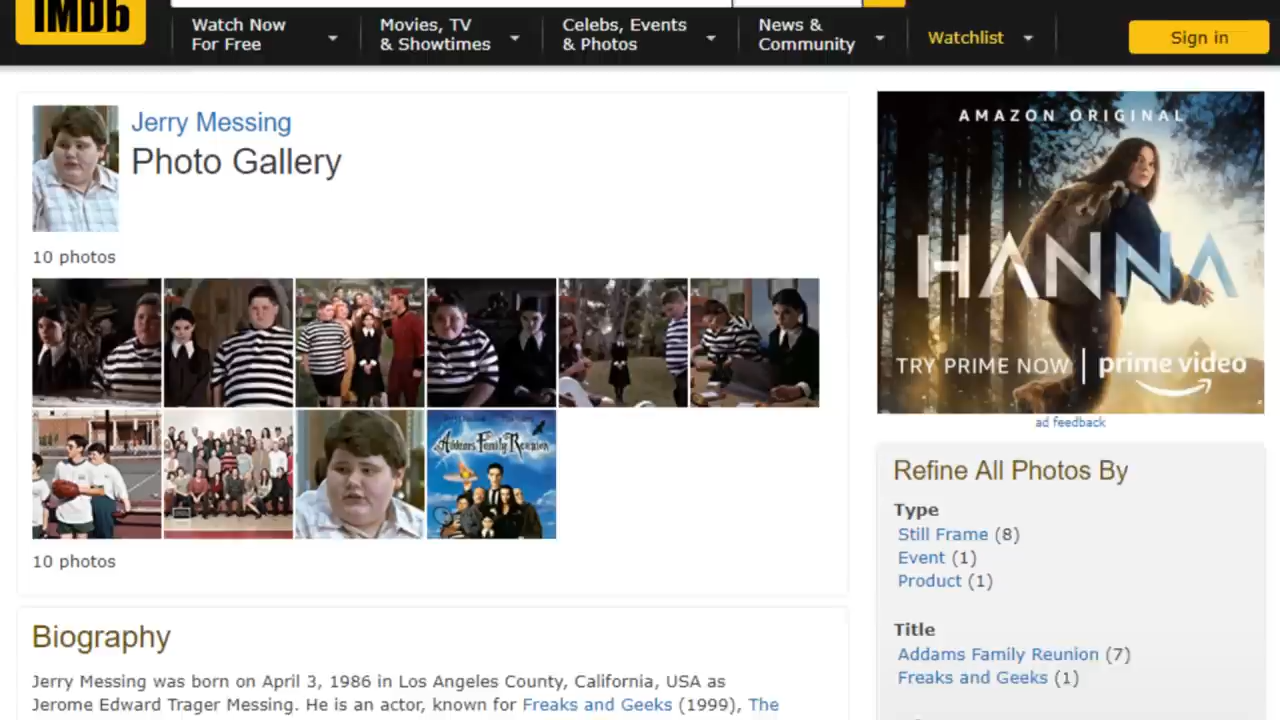 IMDb
Watch Now
For Free
Movies, TV
& Showtimes
Celebs, Events
& Photos
News &
Community
Watchlist
Sign in
Jerry Messing
Photo Gallery
10 photos
Addams Family Reunion
10 photos
Biography
Jerry Messing was born on April 3, 1986 in Los Angeles County, California, USA as
Jerome Edward Trager Messing. He is an actor, known for Freaks and Geeks (1999), The
AMAZON ORIGINAL
HANNA
TRY PRIME NOW | prime video
ad feedback
Refine All Photos By
Type
Still Frame (8)
Event (1)
Product (1)
Title
Addams Family Reunion (7)
Freaks and Geeks (1)